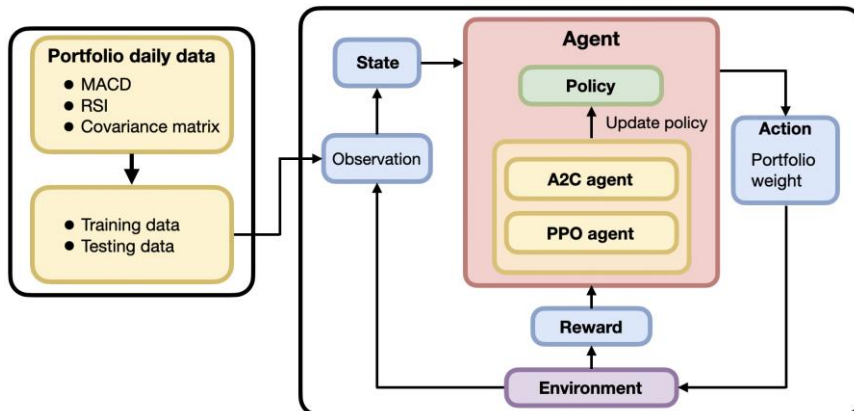 Portfolio daily data
● MACD
● RSI
● Covariance matrix
● Training data
● Testing data
State
Observation
Agent
Policy
Update policy
A2C agent
PPO agent
Reward
Environment
Action
Portfolio
weight